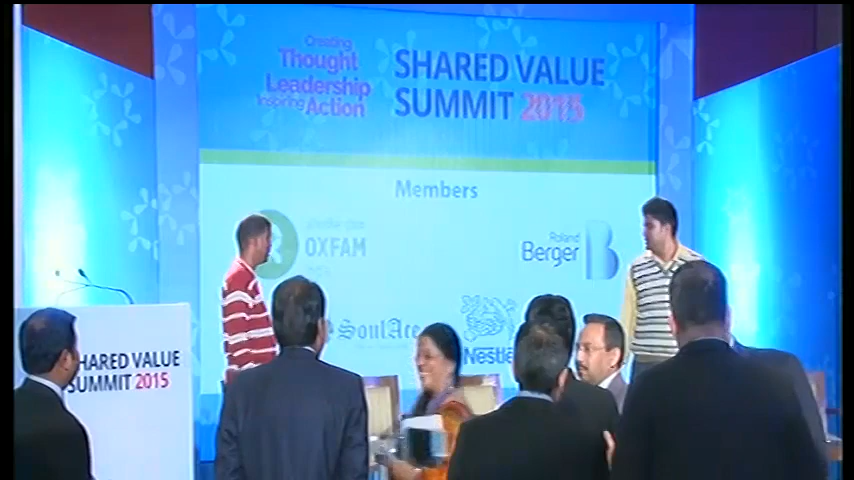 Creating
Thought
Leadership
Inspiring Action
SHARED VALUE
SUMMIT 2015
Members
OXFAM
Roland
Berger
B
SoulAce
Nestlé
SHARED VALUE
SUMMIT 2015